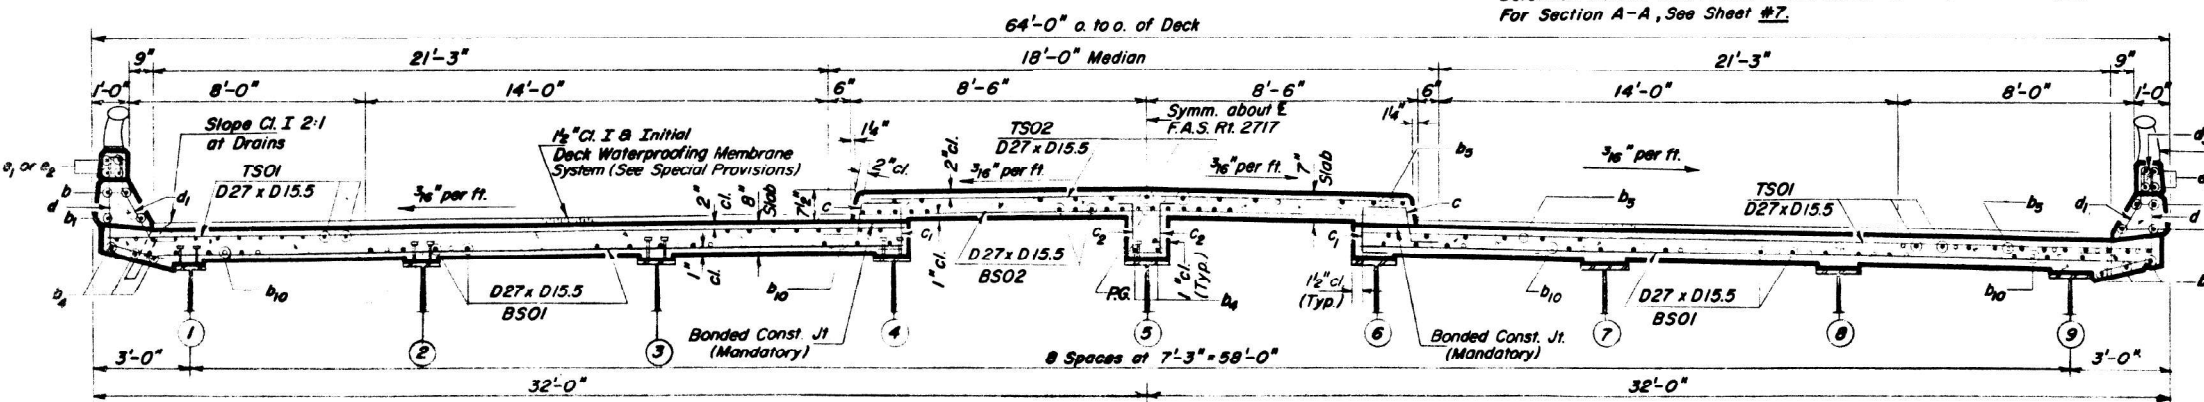 For Section A-A, See Sheet #7.
64'-0" o. to o. of Deck
9"
21'-3"
18'-0" Median
21'-3"
9"
1'-0"
8'-0"
14'-0"
6"
8'-6"
8'-6"
6"
14'-0"
8'-0"
1'-0"
Slope Cl. I 2:1
at Drains
1½" Cl. I & Initial
Deck Waterproofing Membrane
System (See Special Provisions)
1¼"
TS02
D27 x D15.5
Symm. about ℄
F.A.S. Rt. 2717
1¼"
b5
e1 or e2
TS01
D27 x D15.5
3/16" per ft.
2" cl.
8" Slab
7½"
2" cl.
3/16" per ft.
2" cl.
3/16" per ft.
7" Slab
3/16" per ft.
TS01
D27 x D15.5
b5
b5
b
d
d1
b1
c
c
d1
d
c1
c2
c2
c1
b4
b10
D27 x D15.5
BS01
1" cl.
b10
1" cl.
D27 x D15.5
BS02
P.G.
1" cl.
(Typ.)
b4
1½" cl.
(Typ.)
b10
D27 x D15.5
BS01
b10
1
2
3
4
5
6
7
8
9
Bonded Const. Jt.
(Mandatory)
Bonded Const. Jt.
(Mandatory)
3'-0"
8 Spaces at 7'-3" = 58'-0"
3'-0"
32'-0"
32'-0"